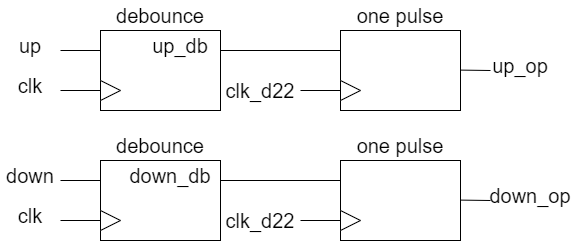 debounce one pulse
up up_db
up_op
clk clk_d22
debounce one pulse
down down_db
down_op
clk clk_d22